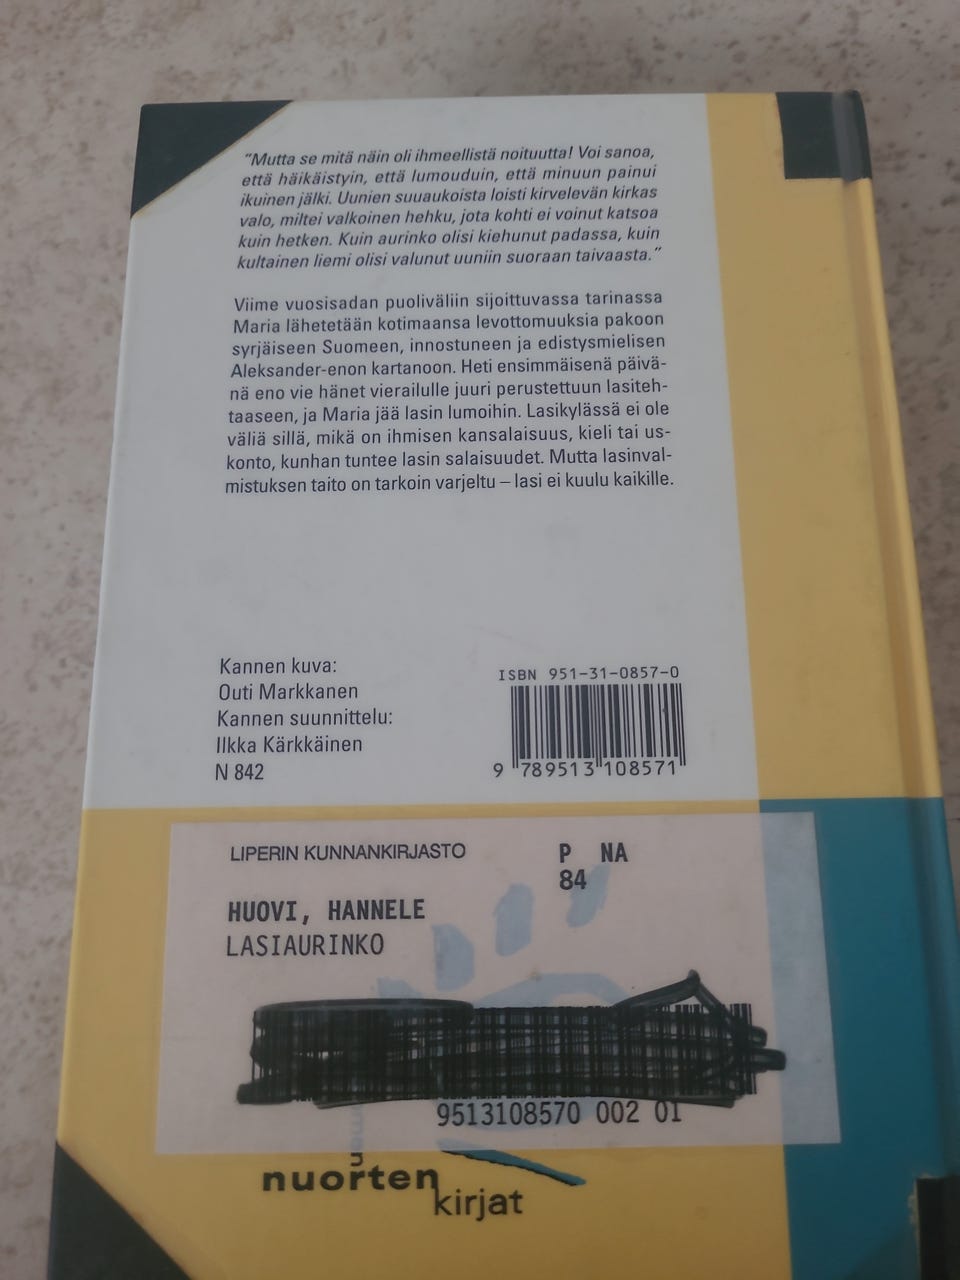 "Mutta se mitä näin oli ihmeellistä noituutta! Voi sanoa,
että häikäistyin, että lumouduin, että minuun painui
ikuinen jälki. Uunien suuaukoista loisti kirvelevän kirkas
valo, miltei valkoinen hehku, jota kohti ei voinut katsoa
kuin hetken. Kuin aurinko olisi kiehunut padassa, kuin
kultainen liemi olisi valunut uuniin suoraan taivaasta."
Viime vuosisadan puoliväliin sijoittuvassa tarinassa
Maria lähetetään kotimaansa levottomuuksia pakoon
syrjäiseen Suomeen, innostuneen ja edistysmielisen
Aleksander-enon kartanoon. Heti ensimmäisenä päivä-
nä eno vie hänet vierailulle juuri perustettuun lasiteh-
taaseen, ja Maria jää lasin lumoihin. Lasikylässä ei ole
väliä sillä, mikä on ihmisen kansalaisuus, kieli tai us-
konto, kunhan tuntee lasin salaisuudet. Mutta lasinval-
mistuksen taito on tarkoin varjeltu – lasi ei kuulu kaikille.
Kannen kuva:
Outi Markkanen
Kannen suunnittelu:
Ilkka Kärkkäinen
N 842
ISBN 951-31-0857-0
9 789513 108571
LIPERIN KUNNANKIRJASTO
P NA
84
HUOVI, HANNELE
LASIAURINKO
9513108570 002 01
nuorten
kirjat